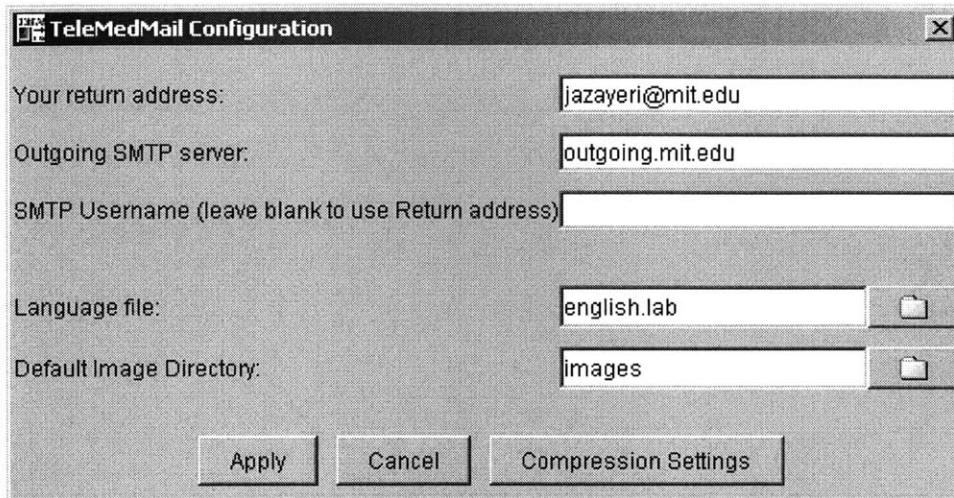 TeleMedMail Configuration
Your return address: jazayeri@mit.edu
Outgoing SMTP server: outgoing.mit.edu
SMTP Username (leave blank to use Return address)
Language file: english.lab
Default Image Directory: images
Apply Cancel Compression Settings